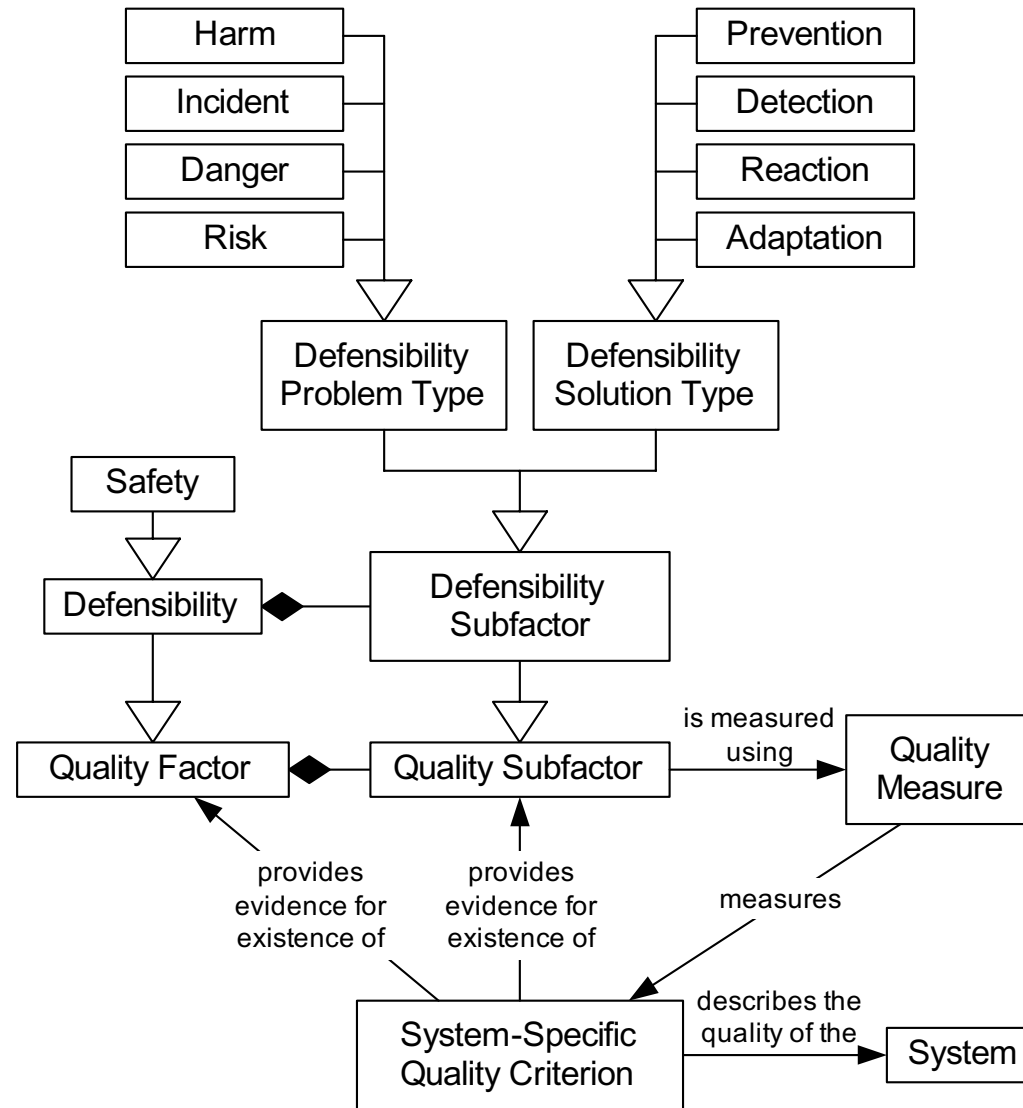 Harm
Incident
Danger
Risk
Prevention
Detection
Reaction
Adaptation
Defensibility
Problem Type
Defensibility
Solution Type
Safety
Defensibility
Defensibility
Subfactor
Quality Factor
Quality Subfactor
is measured
using
Quality
Measure
provides
evidence for
existence of
provides
evidence for
existence of
measures
System-Specific
Quality Criterion
describes the
quality of the
System